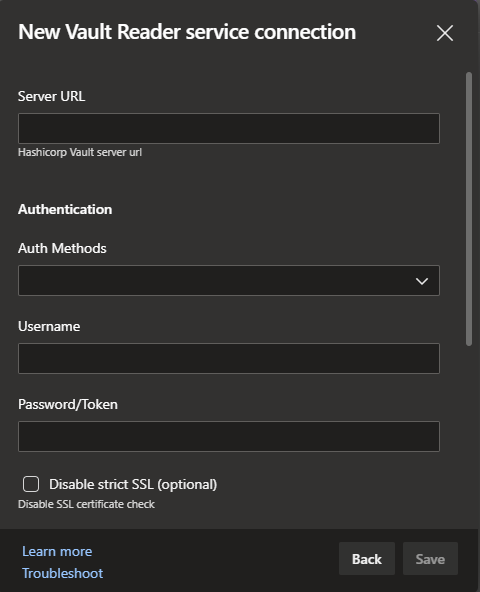 New Vault Reader service connection
Server URL
Hashicorp Vault server url
Authentication
Auth Methods
Username
Password/Token
Disable strict SSL (optional)
Disable SSL certificate check
Learn more
Troubleshoot
Back
Save